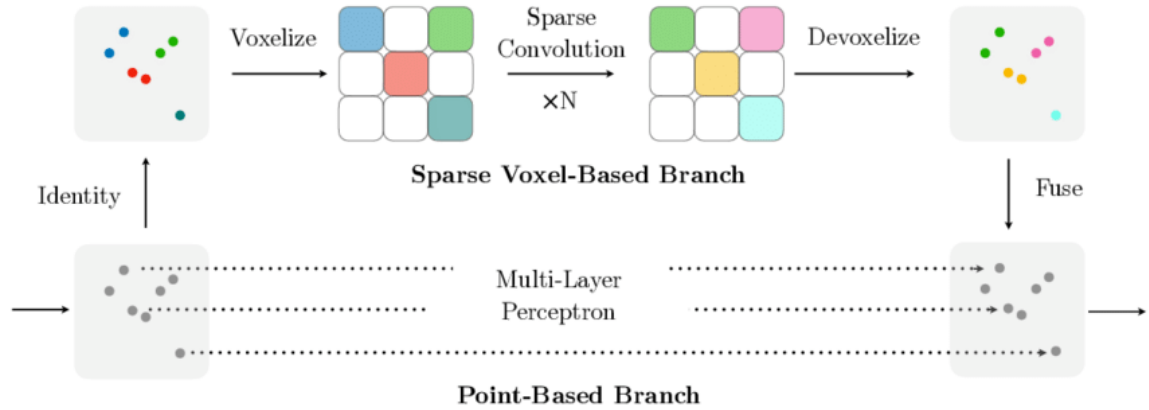 Voxelize
Sparse
Convolution
×N
Devoxelize
Sparse Voxel-Based Branch
Identity
Fuse
Multi-Layer
Perceptron
Point-Based Branch